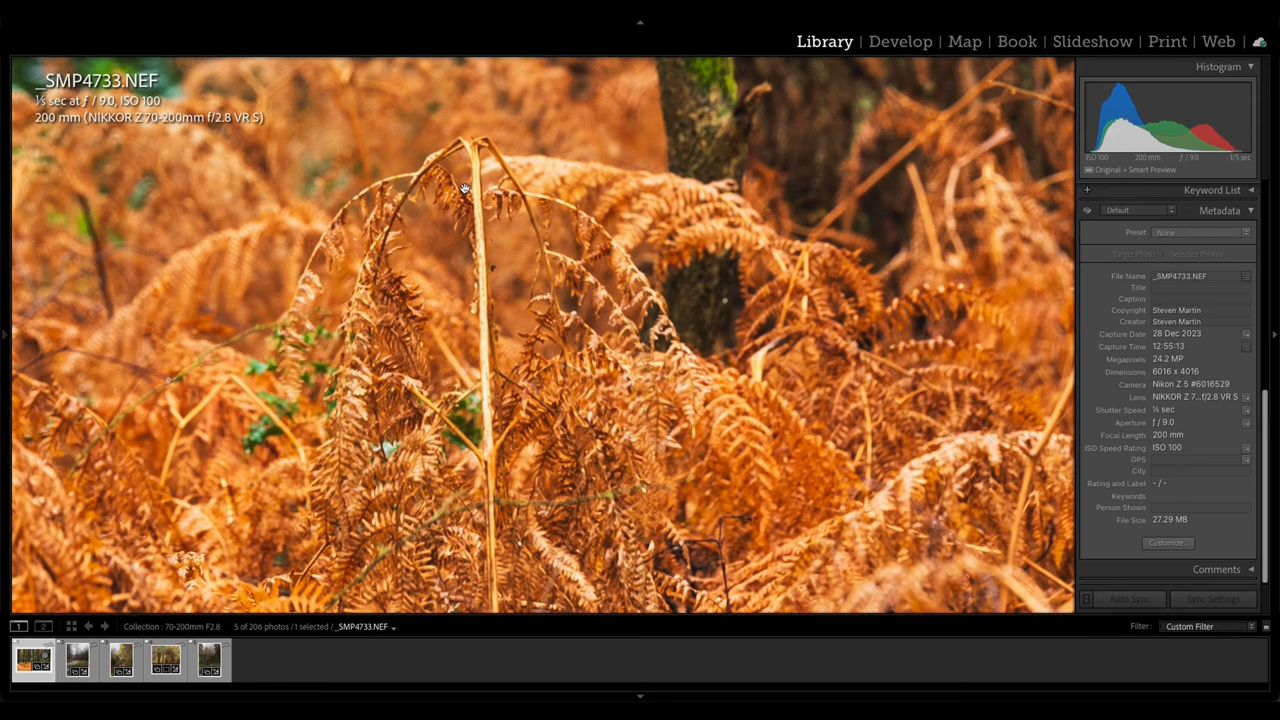 Library | Develop | Map | Book | Slideshow | Print | Web |
_SMP4733.NEF
⅕ sec at ƒ / 9.0, ISO 100
200 mm (NIKKOR Z 70-200mm f/2.8 VR S)
Histogram
ISO 100 200 mm ƒ / 9.0 1/5 sec
Original + Smart Preview
Keyword List
Default Metadata
Preset None
Target Photo Selected Photos
File Name _SMP4733.NEF
Title
Caption
Copyright Steven Martin
Creator Steven Martin
Capture Date 28 Dec 2023
Capture Time 12:55:13
Megapixels 24.2 MP
Dimensions 6016 x 4016
Camera Nikon Z 5 #6016529
Lens NIKKOR Z 7...f/2.8 VR S
Shutter Speed ⅕ sec
Aperture ƒ / 9.0
Focal Length 200 mm
ISO Speed Rating ISO 100
GPS
City
Rating and Label - / -
Keywords
Person Shown
File Size 27.29 MB
Customize...
Comments
Auto Sync Sync Settings
1 2 Collection : 70-200mm F2.8 5 of 206 photos / 1 selected / _SMP4733.NEF Filter : Custom Filter